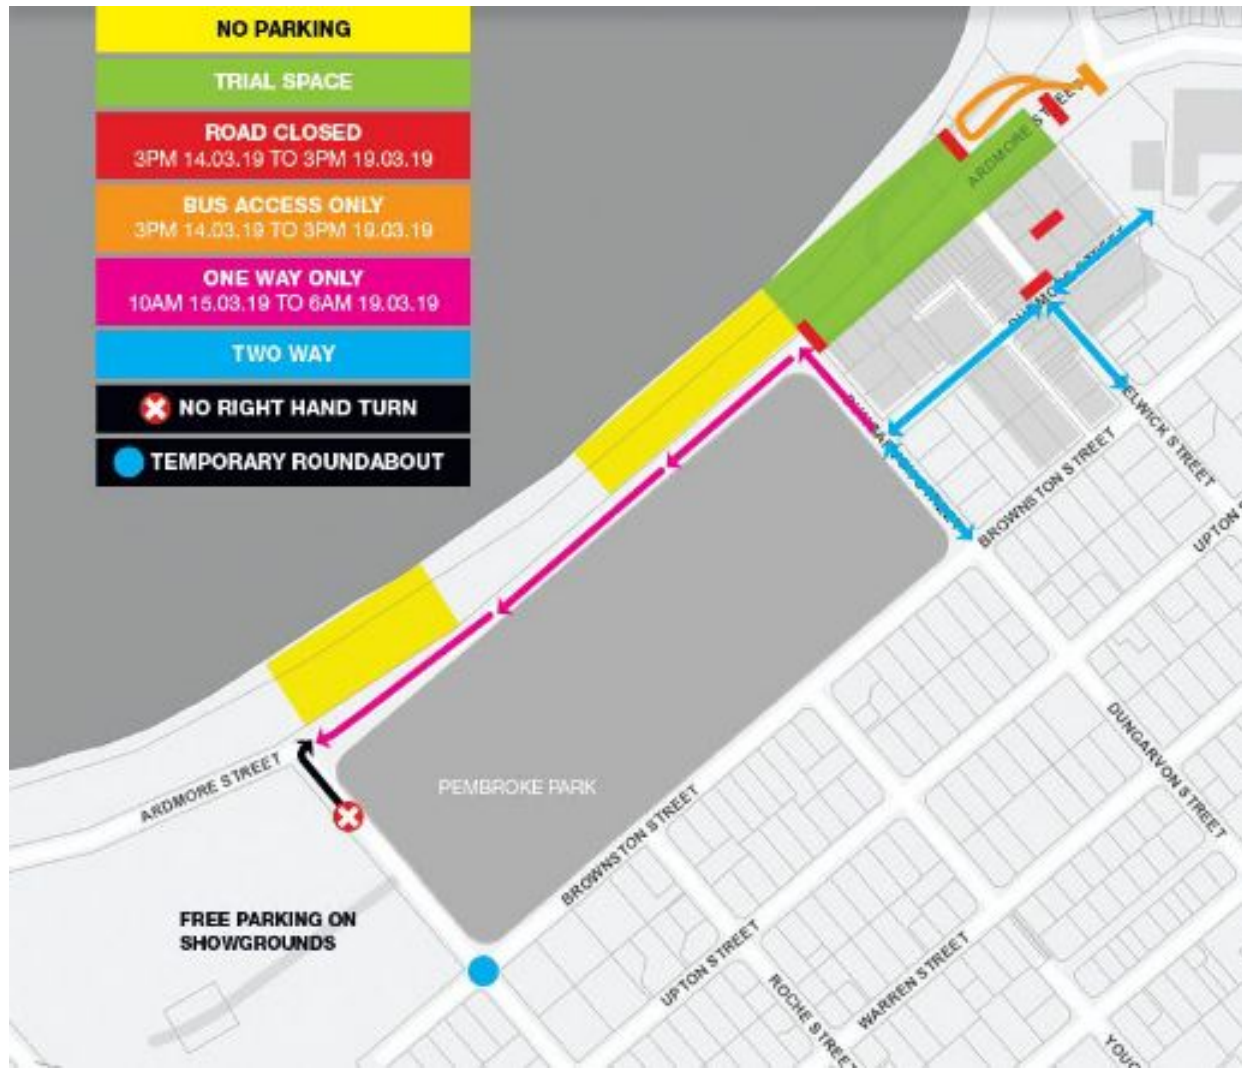 NO PARKING
TRIAL SPACE
ROAD CLOSED
3PM 14.03.19 TO 3PM 19.03.19
BUS ACCESS ONLY
3PM 14.03.19 TO 3PM 19.03.19
ONE WAY ONLY
10AM 15.03.19 TO 6AM 19.03.19
TWO WAY
NO RIGHT HAND TURN
TEMPORARY ROUNDABOUT
ARDMORE STREET
STREET
ELWICK STREET
BROWNSTON STREET
UPTON S
ARDMORE STREET
PEMBROKE PARK
BROWNSTON STREET
DUNGARVON STREET
FREE PARKING ON
SHOWGROUNDS
UPTON STREET
WARREN STREET
ROCHE STREET